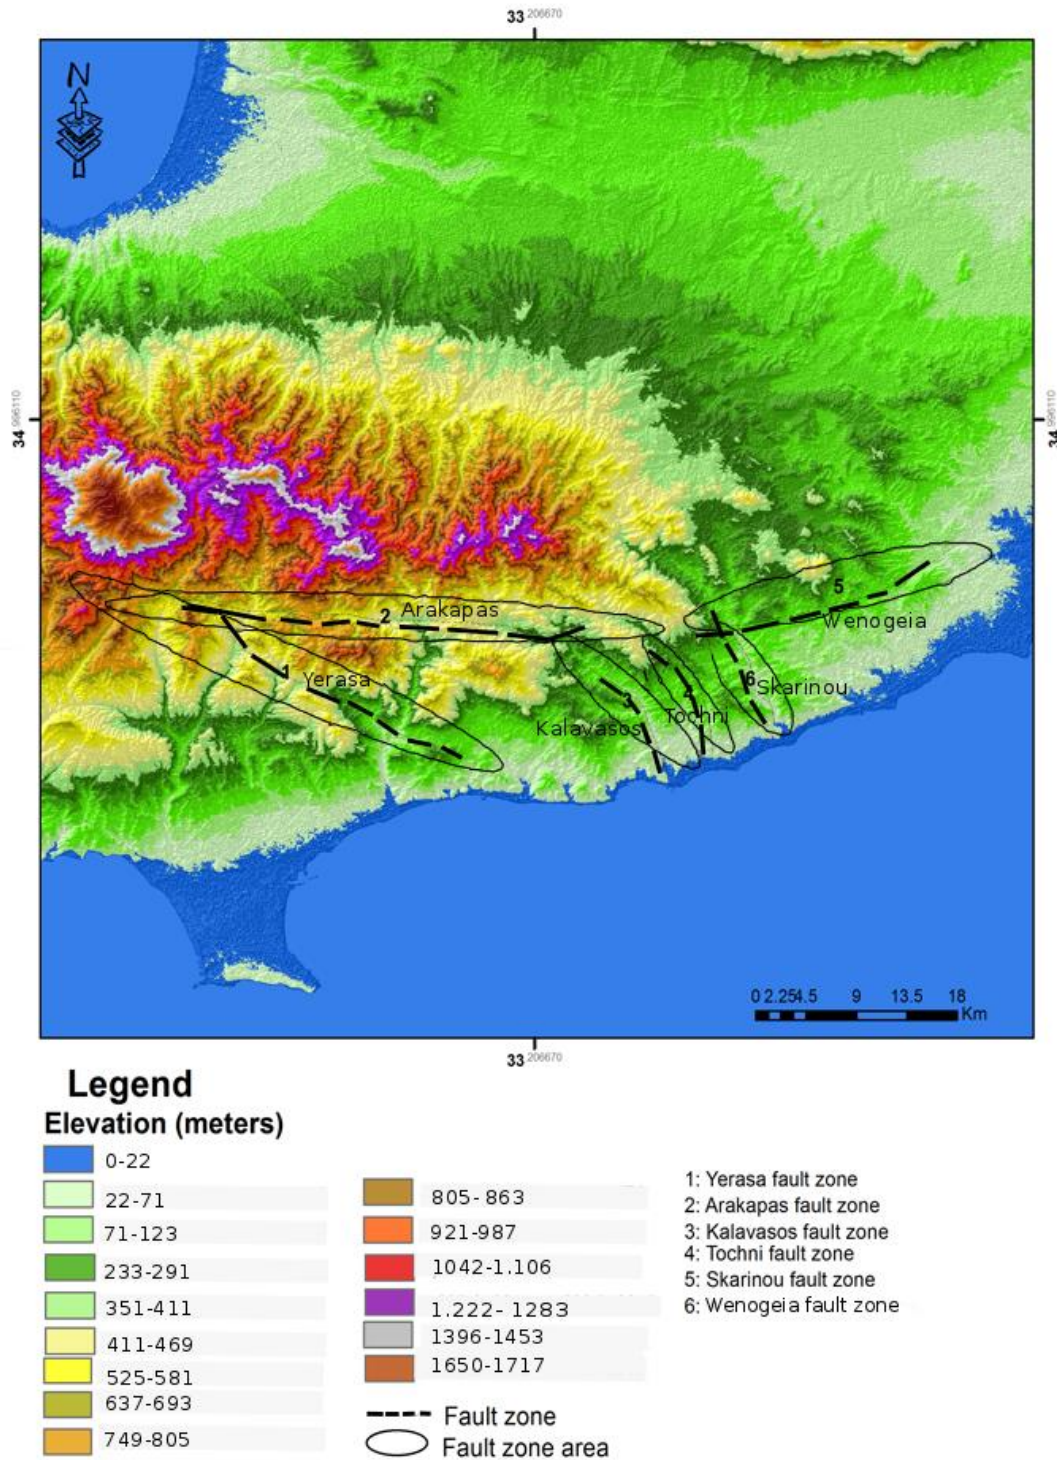 33 206670
N
34 996110
34 996110
5
2
Arakapas
Wenogeia
1
Yerasa
6
Skarinou
3
4
Tochni
Kalavasos
0 2.25 4.5 9 13.5 18
Km
33 206670
Legend
Elevation (meters)
0-22
22-71
71-123
233-291
351-411
411-469
525-581
637-693
749-805
805- 863
921-987
1042-1.106
1.222- 1283
1396-1453
1650-1717
Fault zone
Fault zone area
1: Yerasa fault zone
2: Arakapas fault zone
3: Kalavasos fault zone
4: Tochni fault zone
5: Skarinou fault zone
6: Wenogeia fault zone